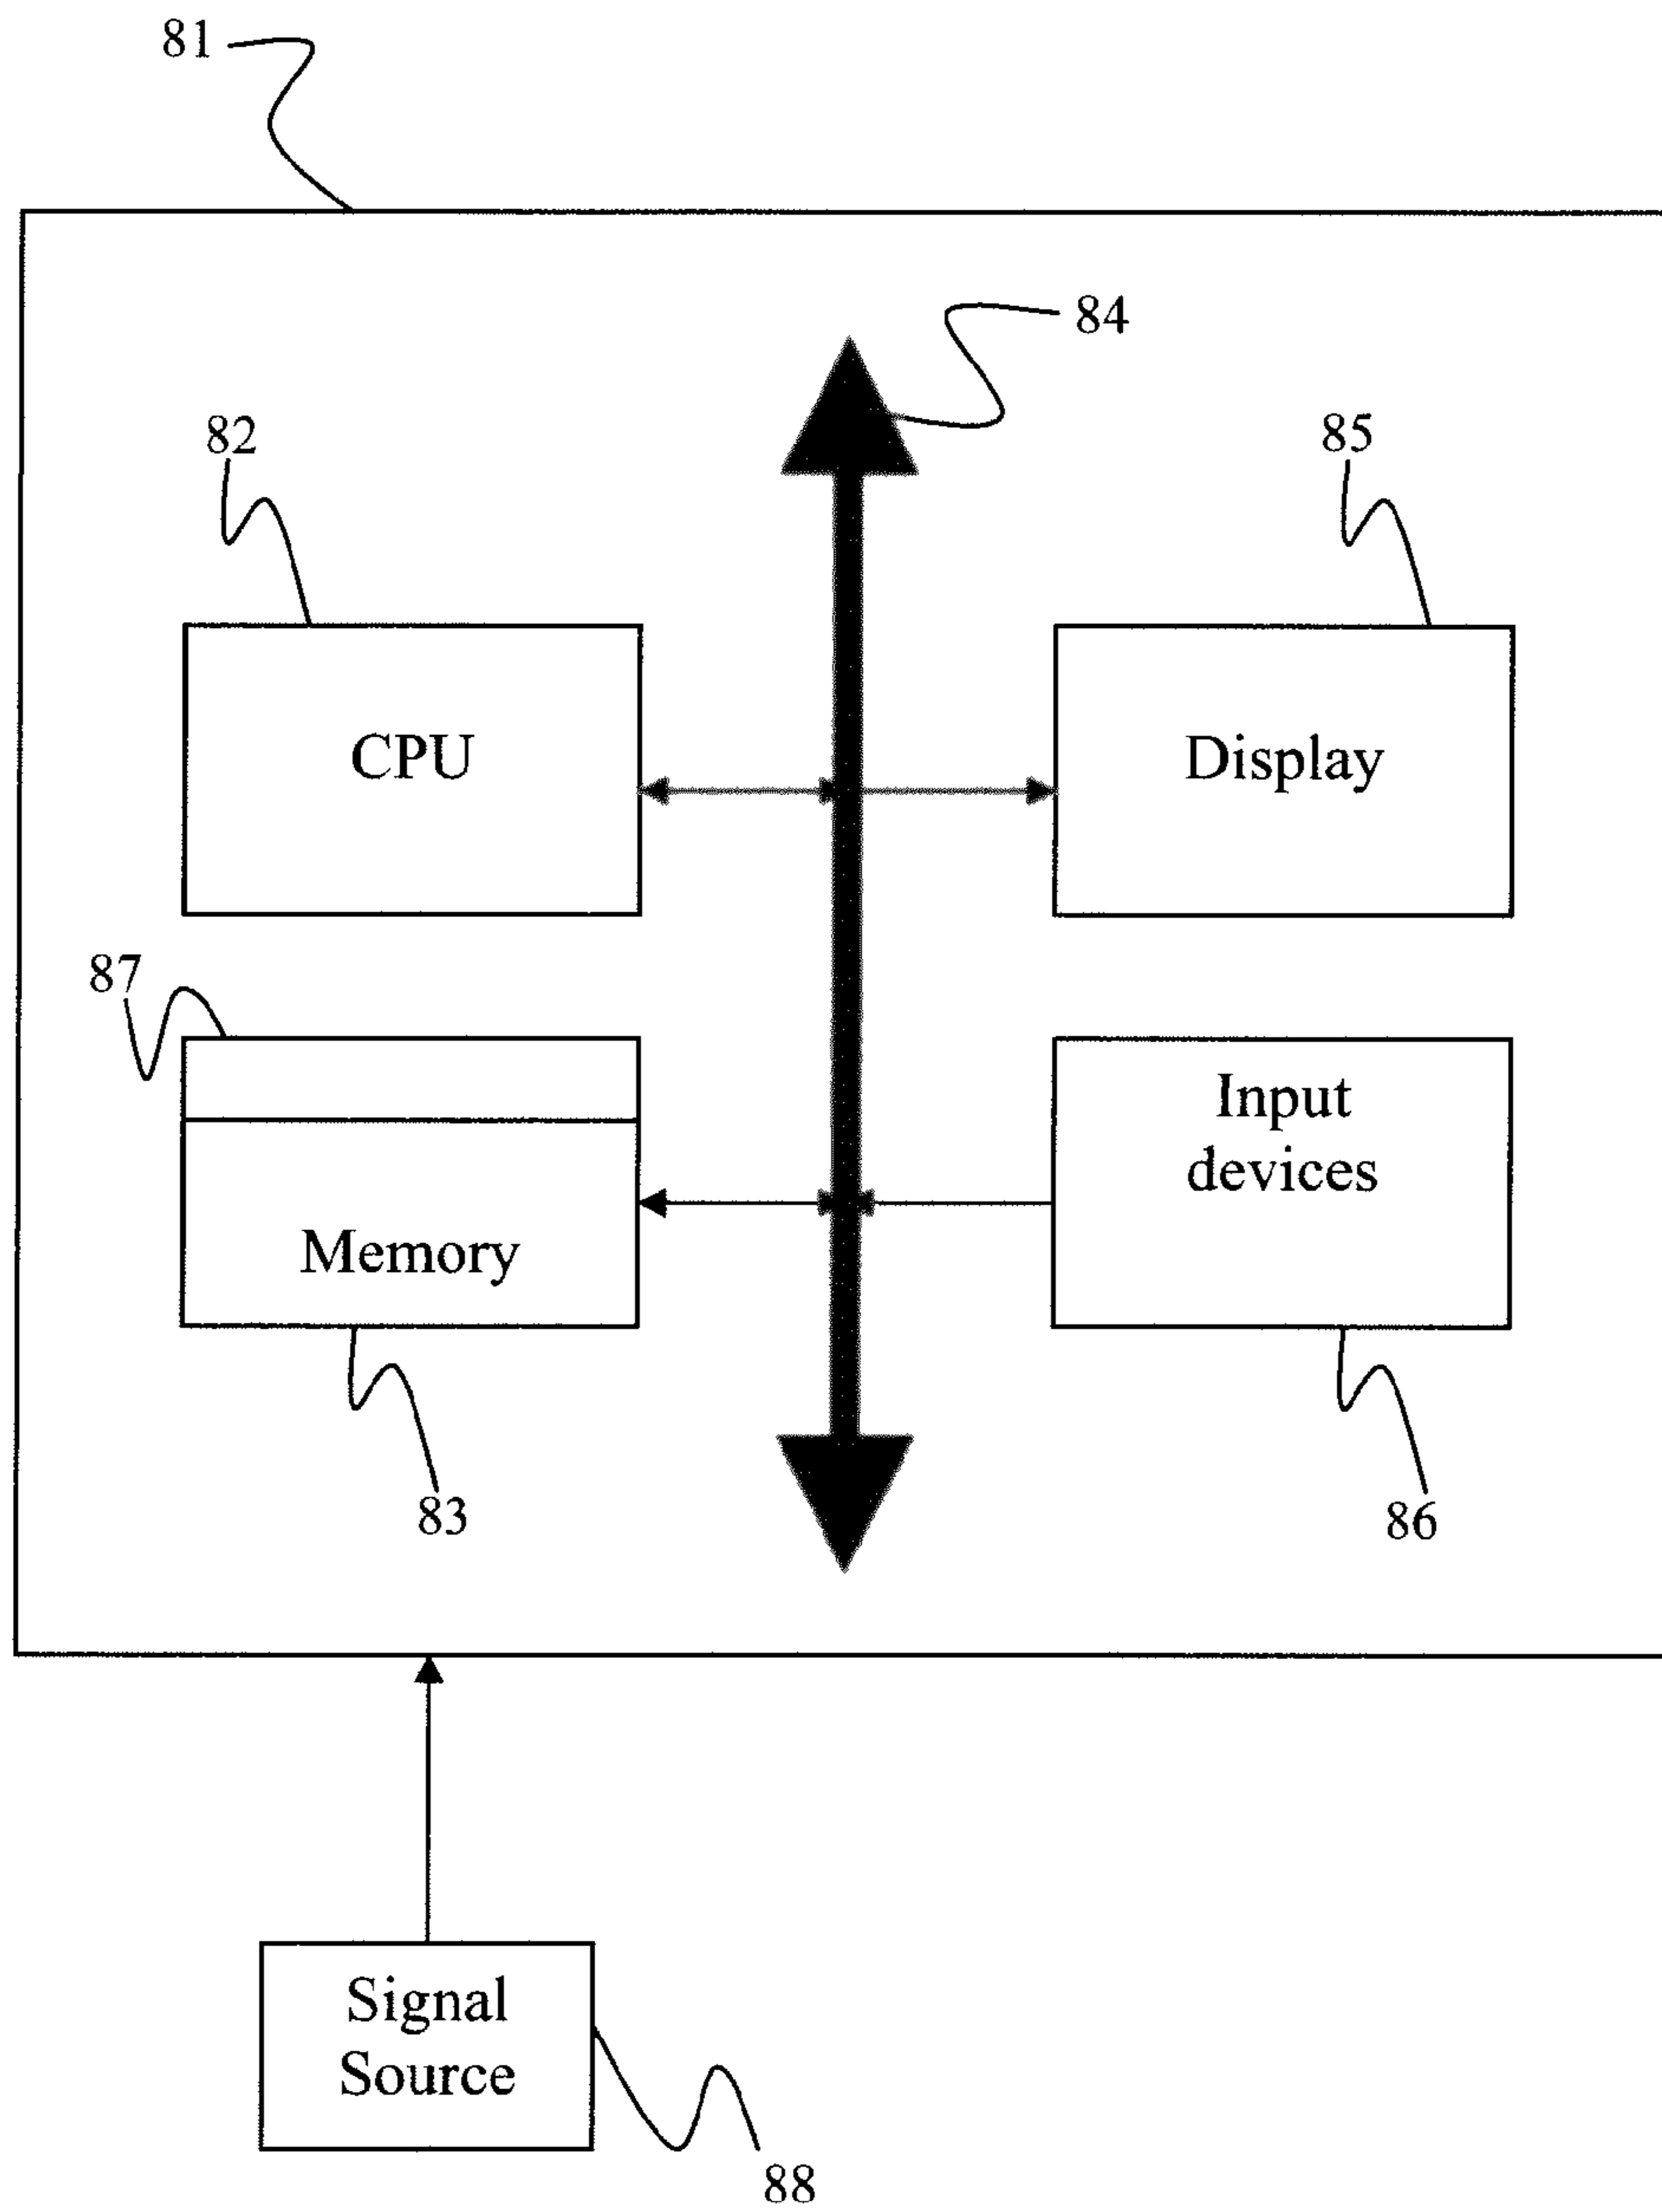 81
84
82
85
CPU
Display
87
Input
devices
Memory
83
86
Signal
Source
88